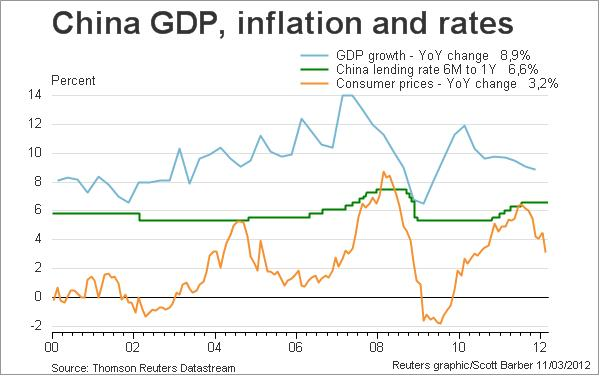 China GDP, inflation and rates
GDP growth - YoY change 8,9%
China lending rate 6M to 1Y 6,6%
Consumer prices - YoY change 3,2%
Percent
14
12
10
8
6
4
2
0
-2
00 02 04 06 08 10 12
Source: Thomson Reuters Datastream
Reuters graphic/Scott Barber 11/03/2012